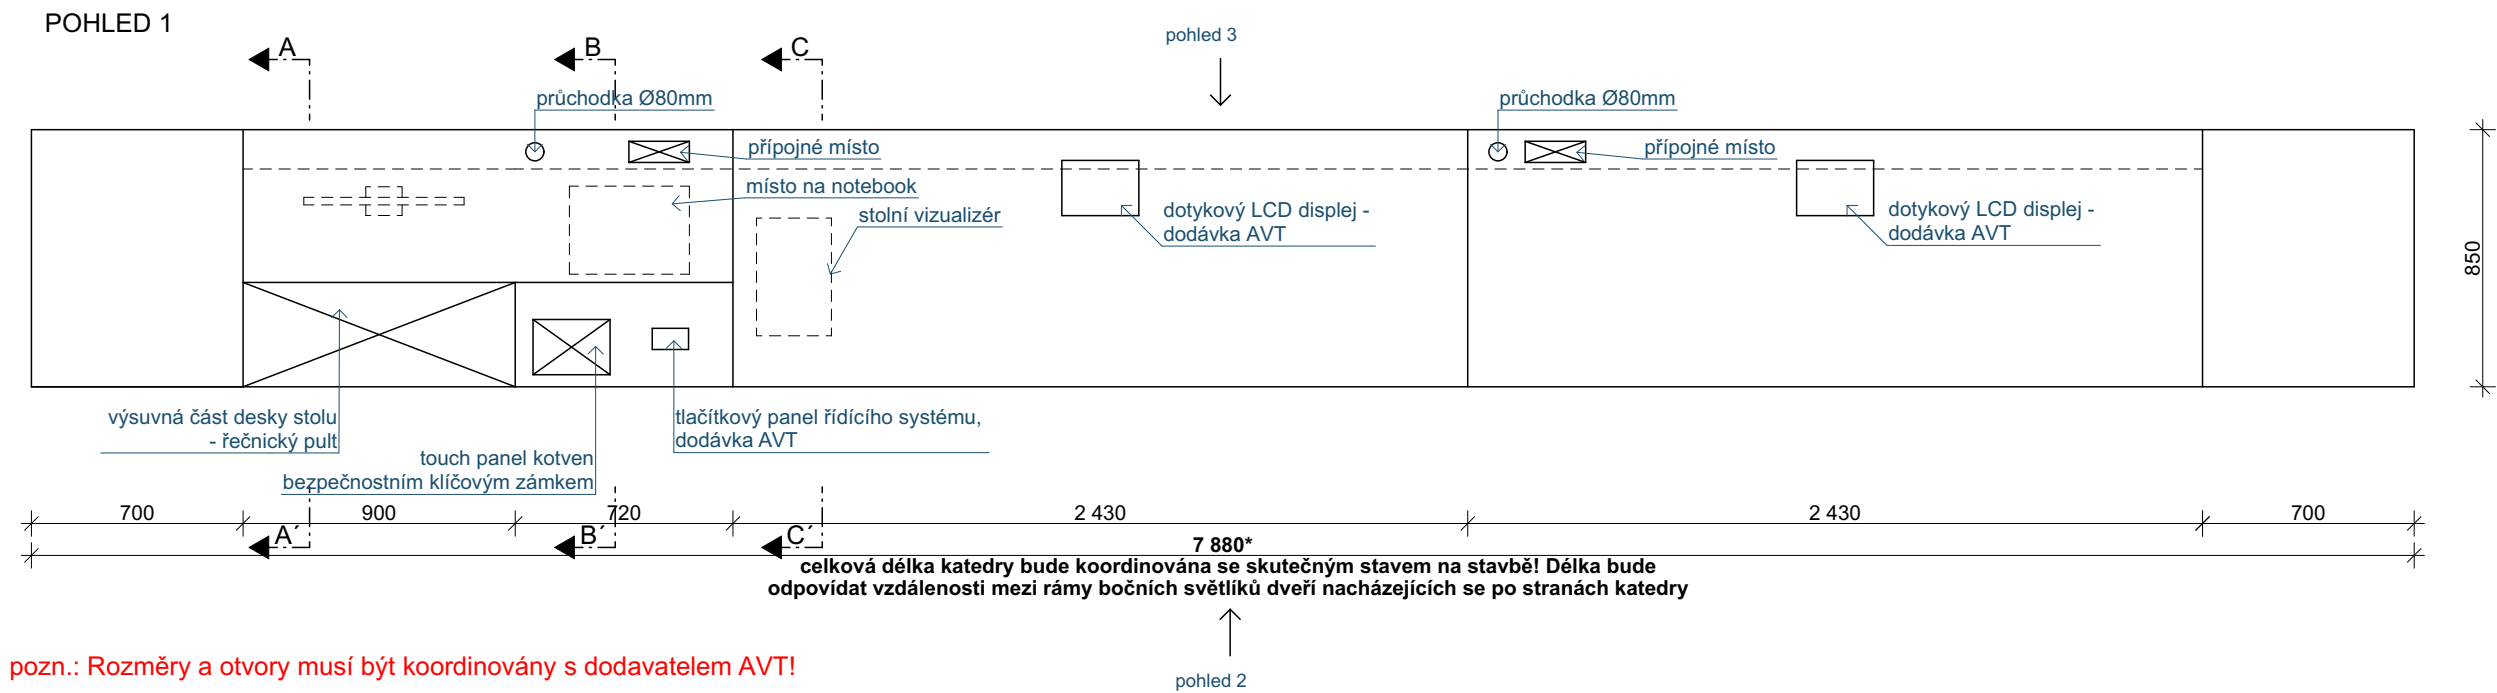 POHLED 1
A
B
C
pohled 3
průchodka Ø80mm
průchodka Ø80mm
přípojné místo
přípojné místo
místo na notebook
stolní vizualizér
dotykový LCD displej -
dodávka AVT
dotykový LCD displej -
dodávka AVT
850
výsuvná část desky stolu
- řečnický pult
tlačítkový panel řídícího systému,
dodávka AVT
touch panel kotven
bezpečnostním klíčovým zámkem
700
900
720
2 430
2 430
700
A´
B´
C´
7 880*
celková délka katedry bude koordinována se skutečným stavem na stavbě! Délka bude
odpovídat vzdálenosti mezi rámy bočních světlíků dveří nacházejících se po stranách katedry
pozn.: Rozměry a otvory musí být koordinovány s dodavatelem AVT!
pohled 2